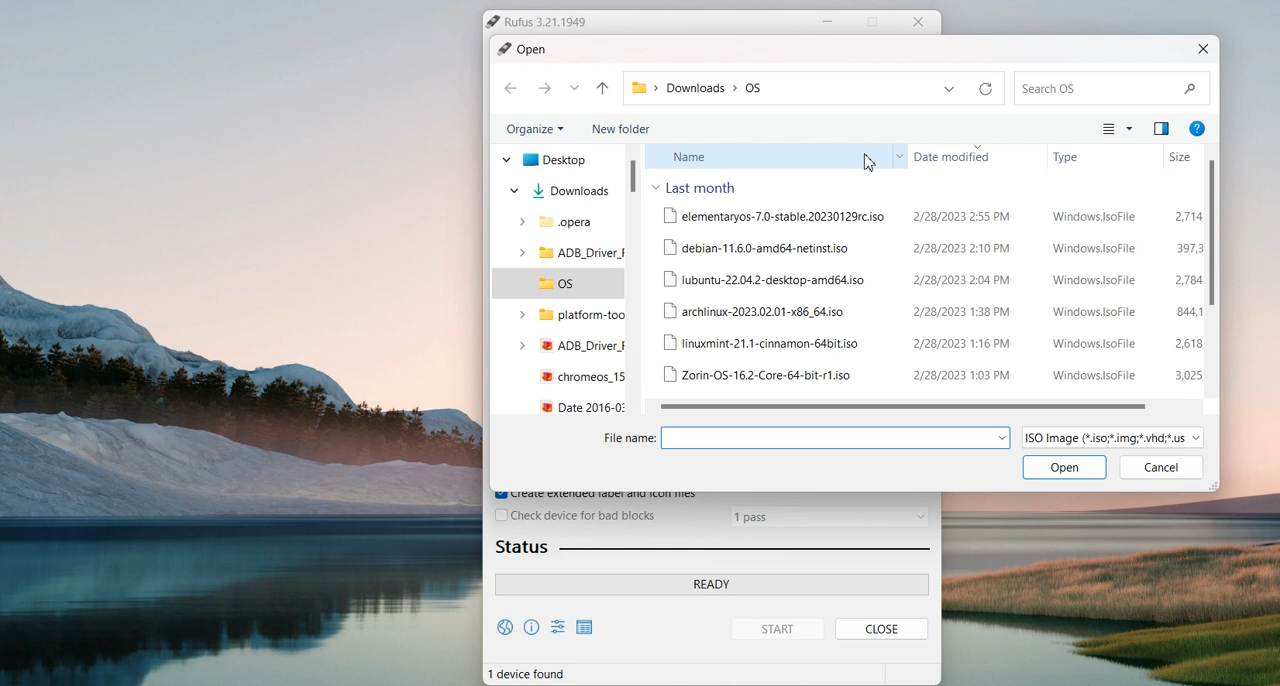 Rufus 3.21.1949
Open
Downloads > OS
Search OS
Organize
New folder
Desktop
Downloads
.opera
ADB_Driver_F
OS
platform-too
ADB_Driver_F
chromeos_15
Date 2016-03
Name Date modified Type Size
Last month
elementaryos-7.0-stable.20230129rc.iso 2/28/2023 2:55 PM Windows.IsoFile 2,714
debian-11.6.0-amd64-netinst.iso 2/28/2023 2:10 PM Windows.IsoFile 397,3
lubuntu-22.04.2-desktop-amd64.iso 2/28/2023 2:04 PM Windows.IsoFile 2,784
archlinux-2023.02.01-x86_64.iso 2/28/2023 1:38 PM Windows.IsoFile 844,1
linuxmint-21.1-cinnamon-64bit.iso 2/28/2023 1:16 PM Windows.IsoFile 2,618
Zorin-OS-16.2-Core-64-bit-r1.iso 2/28/2023 1:03 PM Windows.IsoFile 3,025
File name:
ISO Image (*.iso;*.img;*.vhd;*.us
Open
Cancel
Create extended label and icon files
Check device for bad blocks
1 pass
Status
READY
START
CLOSE
1 device found